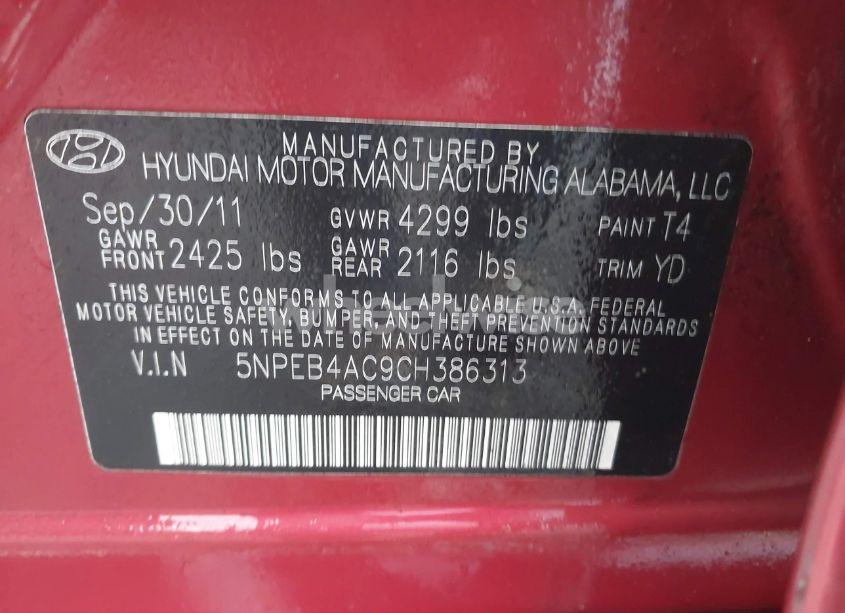 MANUFACTURED BY
HYUNDAI MOTOR MANUFACTURING ALABAMA, LLC
Sep/30/11 GVWR 4299 lbs PAINT T4
GAWR FRONT 2425 lbs GAWR REAR 2116 lbs TRIM YD
THIS VEHICLE CONFORMS TO ALL APPLICABLE U.S.A. FEDERAL
MOTOR VEHICLE SAFETY, BUMPER, AND THEFT PREVENTION STANDARDS
IN EFFECT ON THE DATE OF MANUFACTURE SHOWN ABOVE
V.I.N 5NPEB4AC9CH386313
PASSENGER CAR